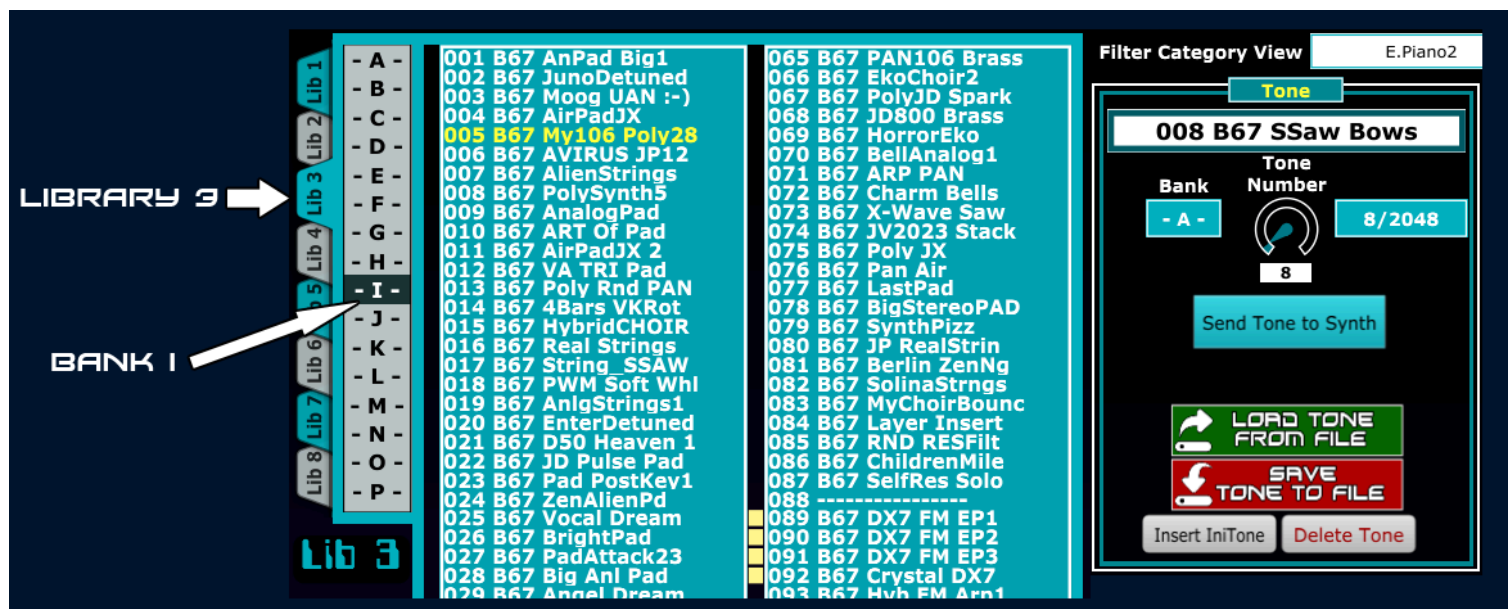 LIBRARY 3
BANK I
Lib 1
Lib 2
Lib 3
Lib 4
5
Lib 6
Lib 7
Lib 8
- A -
- B -
- C -
- D -
- E -
- F -
- G -
- H -
- I -
- J -
- K -
- L -
- M -
- N -
- O -
- P -
Lib 3
001 B67 AnPad Big1
002 B67 JunoDetuned
003 B67 Moog UAN :-)
004 B67 AirPadJX
005 B67 My106 Poly28
006 B67 AVIRUS JP12
007 B67 AlienStrings
008 B67 PolySynth5
009 B67 AnalogPad
010 B67 ART Of Pad
011 B67 AirPadJX 2
012 B67 VA TRI Pad
013 B67 Poly Rnd PAN
014 B67 4Bars VKRot
015 B67 HybridCHOIR
016 B67 Real Strings
017 B67 String_SSAW
018 B67 PWM Soft Whl
019 B67 AnlgStrings1
020 B67 EnterDetuned
021 B67 D50 Heaven 1
022 B67 JD Pulse Pad
023 B67 Pad PostKey1
024 B67 ZenAlienPd
025 B67 Vocal Dream
026 B67 BrightPad
027 B67 PadAttack23
028 B67 Big Anl Pad
029 B67 Angel Dream
065 B67 PAN106 Brass
066 B67 EkoChoir2
067 B67 PolyJD Spark
068 B67 JD800 Brass
069 B67 HorrorEko
070 B67 BellAnalog1
071 B67 ARP PAN
072 B67 Charm Bells
073 B67 X-Wave Saw
074 B67 JV2023 Stack
075 B67 Poly JX
076 B67 Pan Air
077 B67 LastPad
078 B67 BigStereoPAD
079 B67 SynthPizz
080 B67 JP RealStrin
081 B67 Berlin ZenNg
082 B67 SolinaStrngs
083 B67 MyChoirBounc
084 B67 Layer Insert
085 B67 RND RESFilt
086 B67 ChildrenMile
087 B67 SelfRes Solo
088 ----------------
089 B67 DX7 FM EP1
090 B67 DX7 FM EP2
091 B67 DX7 FM EP3
092 B67 Crystal DX7
093 B67 Hyb FM Arp1
Filter Category View E.Piano2
Tone
008 B67 SSaw Bows
Tone
Bank Number
- A - 8/2048
8
Send Tone to Synth
LOAD TONE
FROM FILE
SAVE
TONE TO FILE
Insert IniTone Delete Tone